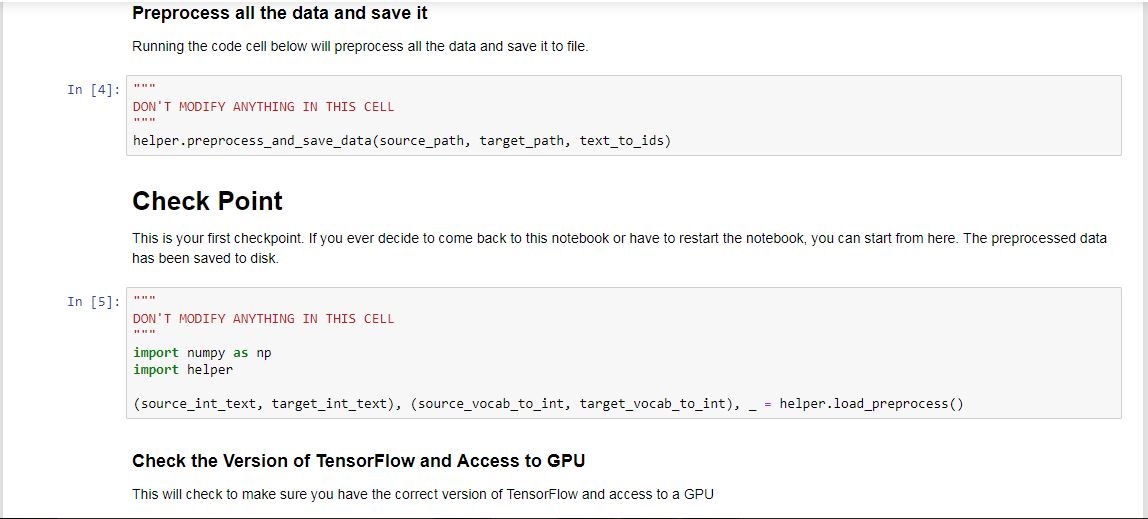 Preprocess all the data and save it
Running the code cell below will preprocess all the data and save it to file.
In [4]: """
DON'T MODIFY ANYTHING IN THIS CELL
"""
helper.preprocess_and_save_data(source_path, target_path, text_to_ids)
Check Point
This is your first checkpoint. If you ever decide to come back to this notebook or have to restart the notebook, you can start from here. The preprocessed data
has been saved to disk.
In [5]: """
DON'T MODIFY ANYTHING IN THIS CELL
"""
import numpy as np
import helper
(source_int_text, target_int_text), (source_vocab_to_int, target_vocab_to_int), _ = helper.load_preprocess()
Check the Version of TensorFlow and Access to GPU
This will check to make sure you have the correct version of TensorFlow and access to a GPU